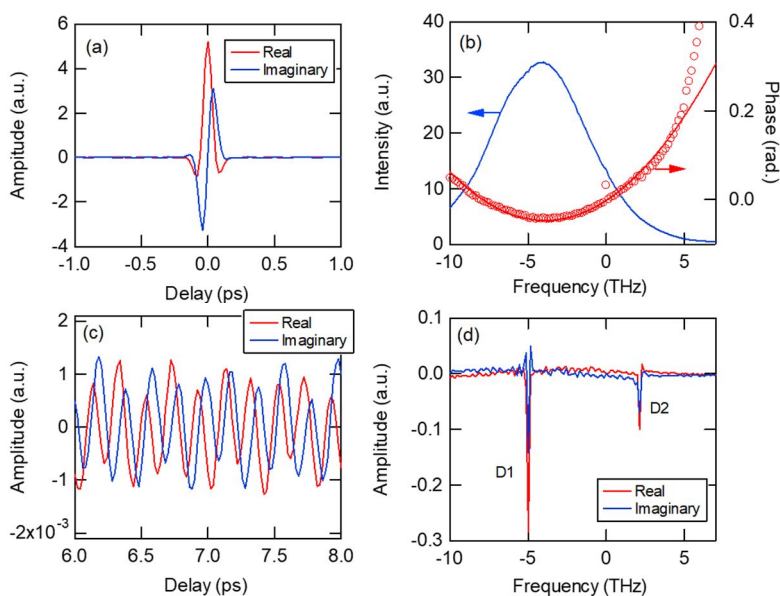 (a)
Real
Imaginary
6
4
2
0
-2
-4
Ampitude (a.u.)
-1.0
-0.5
0.0
0.5
1.0
Delay (ps)
(b)
40
30
20
10
0
Intensity (a.u.)
0.4
0.2
0.0
Phase (rad.)
-10
-5
0
5
Frequency (THz)
(c)
Real
Imaginary
2
1
0
-1
-2x10-3
Amplitude (a.u.)
6.0
6.5
7.0
7.5
8.0
Delay (ps)
(d)
0.1
0.0
-0.1
-0.2
-0.3
Amplitude (a.u.)
D1
D2
Real
Imaginary
-10
-5
0
5
Frequency (THz)